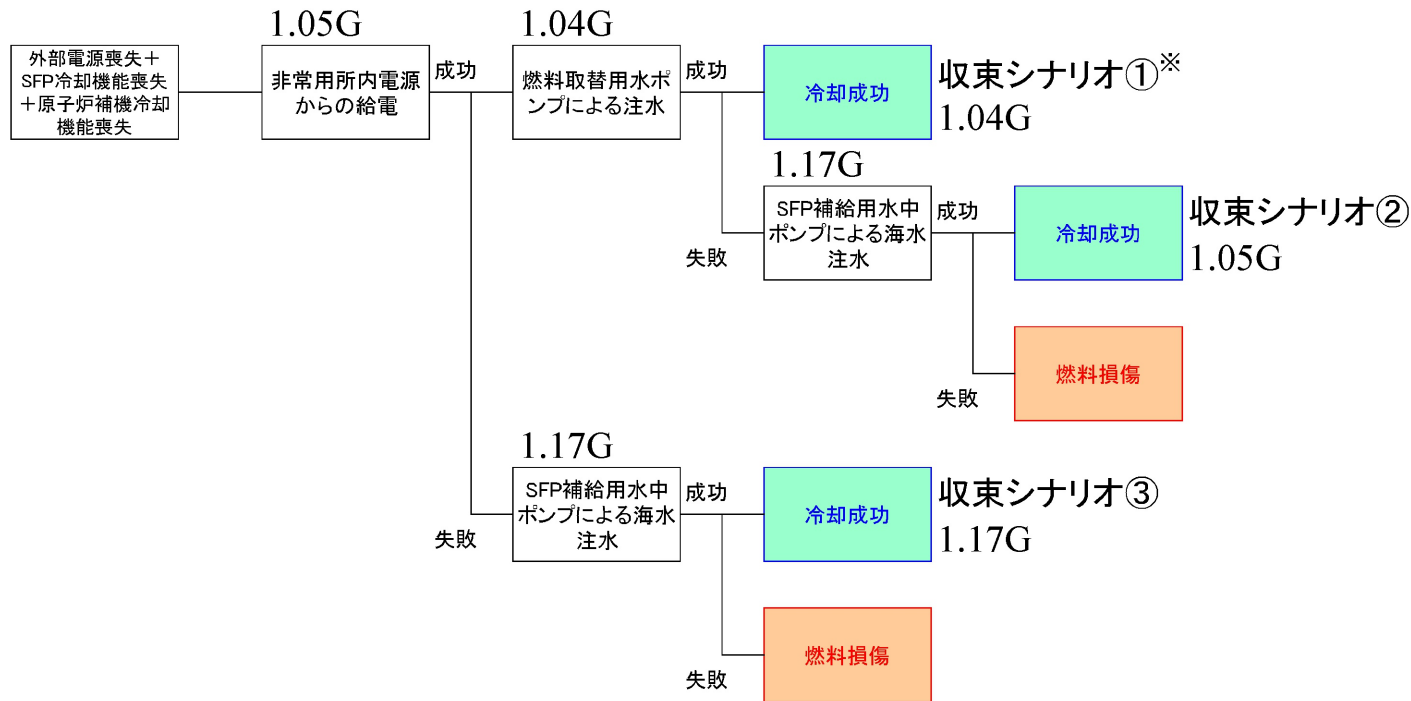 外部電源喪失＋
SFP冷却機能喪失
＋原子炉補機冷却
機能喪失
1.05G
非常用所内電源
からの給電
成功
1.04G
燃料取替用水ポ
ンプによる注水
成功
冷却成功
収束シナリオ①※
1.04G
失敗
1.17G
SFP補給用水中
ポンプによる海水
注水
成功
冷却成功
収束シナリオ②
1.05G
失敗
燃料損傷
失敗
1.17G
SFP補給用水中
ポンプによる海水
注水
成功
冷却成功
収束シナリオ③
1.17G
失敗
燃料損傷